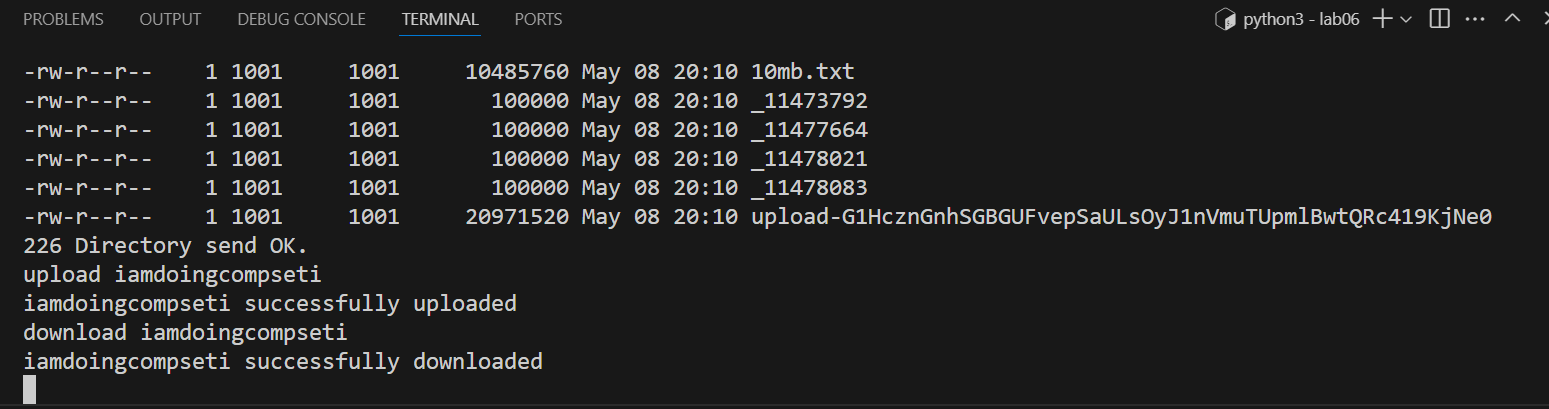 PROBLEMS OUTPUT DEBUG CONSOLE TERMINAL PORTS python3 - lab06
-rw-r--r-- 1 1001 1001 10485760 May 08 20:10 10mb.txt
-rw-r--r-- 1 1001 1001 100000 May 08 20:10 _11473792
-rw-r--r-- 1 1001 1001 100000 May 08 20:10 _11477664
-rw-r--r-- 1 1001 1001 100000 May 08 20:10 _11478021
-rw-r--r-- 1 1001 1001 100000 May 08 20:10 _11478083
-rw-r--r-- 1 1001 1001 20971520 May 08 20:10 upload-G1HcznGnhSGBGUFvepSaULsOyJ1nVmuTUpmlBwtQRc419KjNe0
226 Directory send OK.
upload iamdoingcompseti
iamdoingcompseti successfully uploaded
download iamdoingcompseti
iamdoingcompseti successfully downloaded